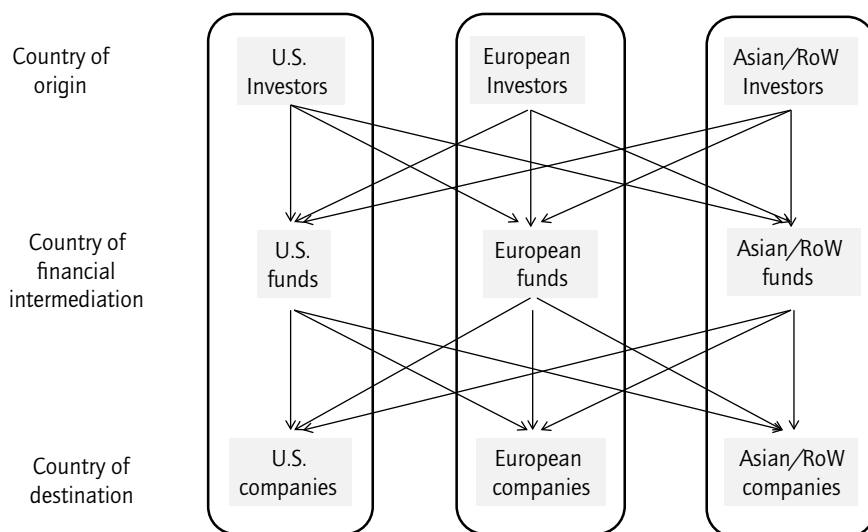 Country of
origin
U.S.
Investors
European
Investors
Asian/RoW
Investors
Country of
financial
intermediation
U.S.
funds
European
funds
Asian/RoW
funds
Country of
destination
U.S.
companies
European
companies
Asian/RoW
companies